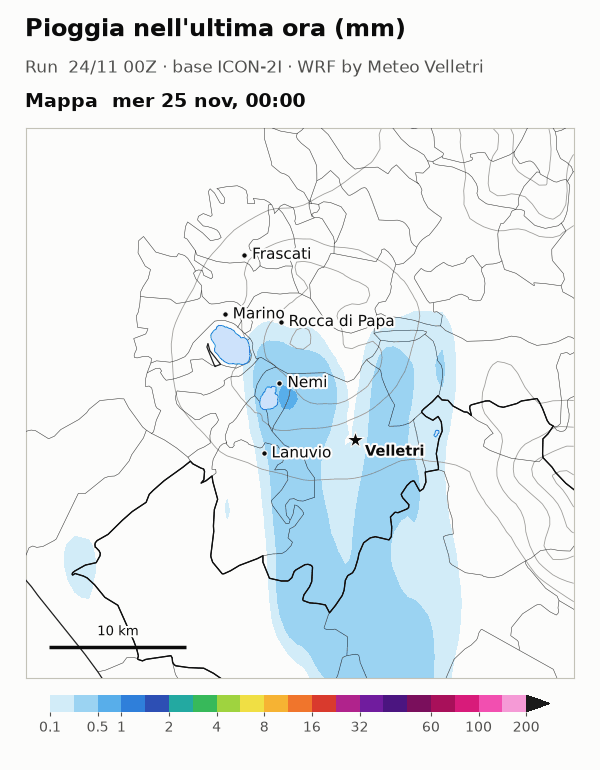 Pioggia nell'ultima ora (mm)
Run  24/11 00Z · base ICON-2I · WRF by Meteo Velletri
Mappa  mer 25 nov, 00:00
Frascati
Marino
Rocca di Papa
Nemi
Velletri
Lanuvio
10 km
0.1 0.5 1 2 4 8 16 32 60 100 200